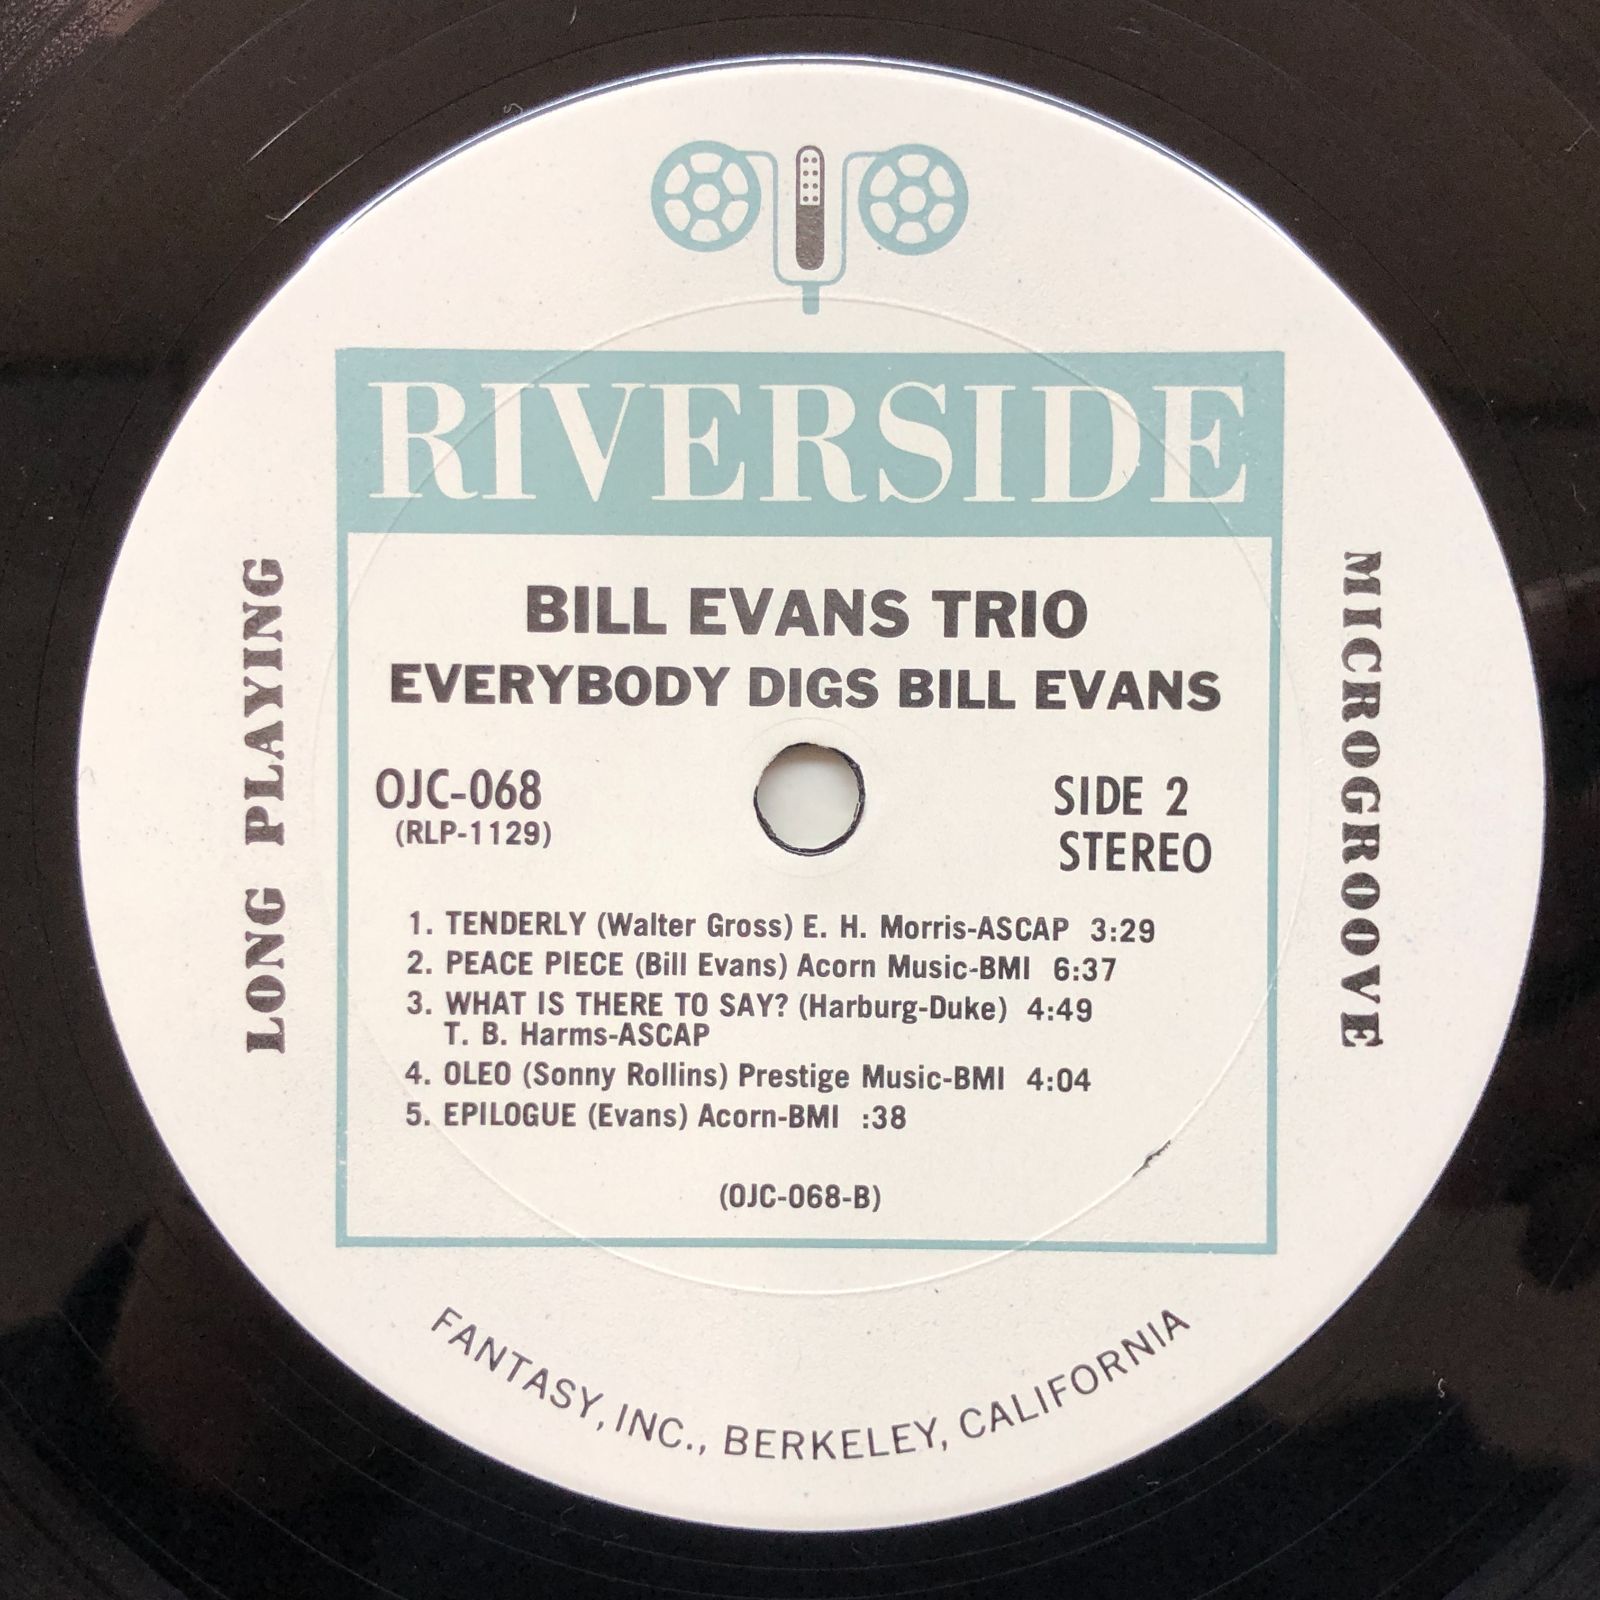 RIVERSIDE
BILL EVANS TRIO
EVERYBODY DIGS BILL EVANS
OJC-068
(RLP-1129)
SIDE 2
STEREO
1. TENDERLY (Walter Gross) E. H. Morris-ASCAP 3:29
2. PEACE PIECE (Bill Evans) Acorn Music-BMI 6:37
3. WHAT IS THERE TO SAY? (Harburg-Duke) 4:49
T. B. Harms-ASCAP
4. OLEO (Sonny Rollins) Prestige Music-BMI 4:04
5. EPILOGUE (Evans) Acorn-BMI :38
(OJC-068-B)
LONG PLAYING
MICROGROOVE
FANTASY, INC., BERKELEY, CALIFORNIA